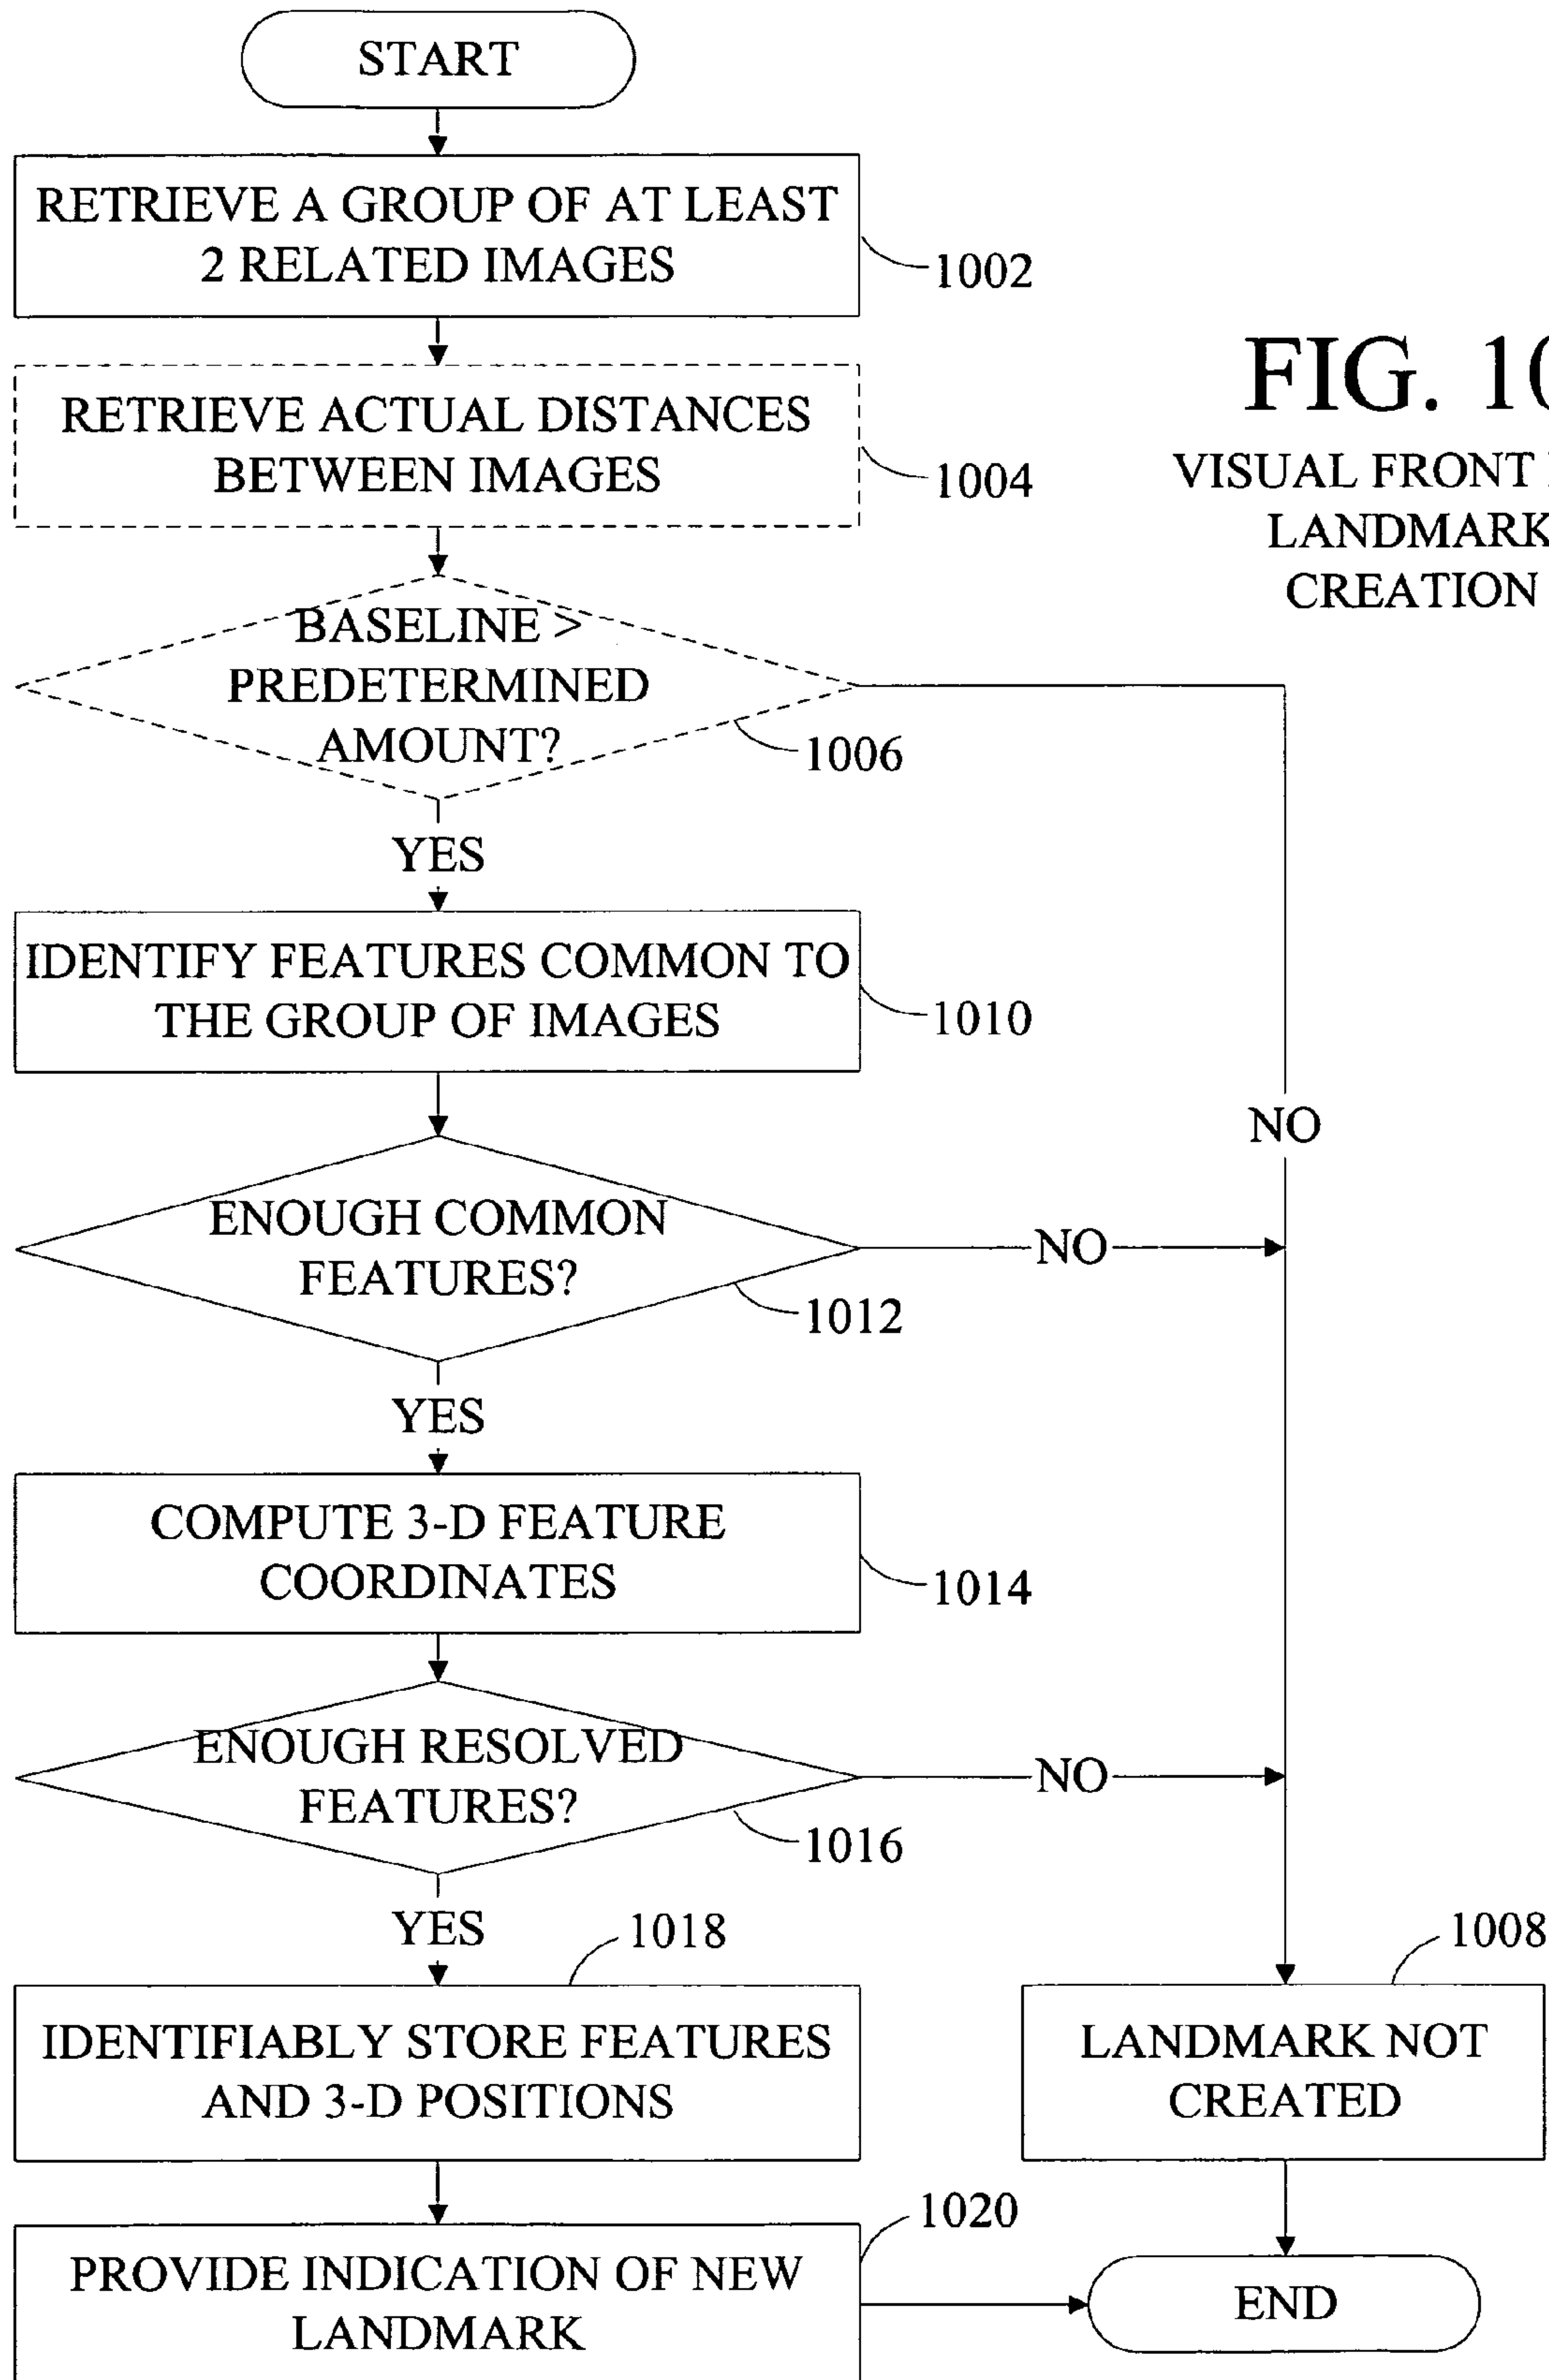 START
RETRIEVE A GROUP OF AT LEAST
2 RELATED IMAGES
1002
RETRIEVE ACTUAL DISTANCES
BETWEEN IMAGES
1004
FIG. 10
VISUAL FRONT
LANDMARK
CREATION
BASELINE >
PREDETERMINED
AMOUNT?
1006
YES
IDENTIFY FEATURES COMMON TO
THE GROUP OF IMAGES
1010
NO
ENOUGH COMMON
FEATURES?
NO
1012
YES
COMPUTE 3-D FEATURE
COORDINATES
1014
ENOUGH RESOLVED
FEATURES?
NO
1016
YES
1018
1008
IDENTIFIABLY STORE FEATURES
AND 3-D POSITIONS
LANDMARK NOT
CREATED
1020
PROVIDE INDICATION OF NEW
LANDMARK
END